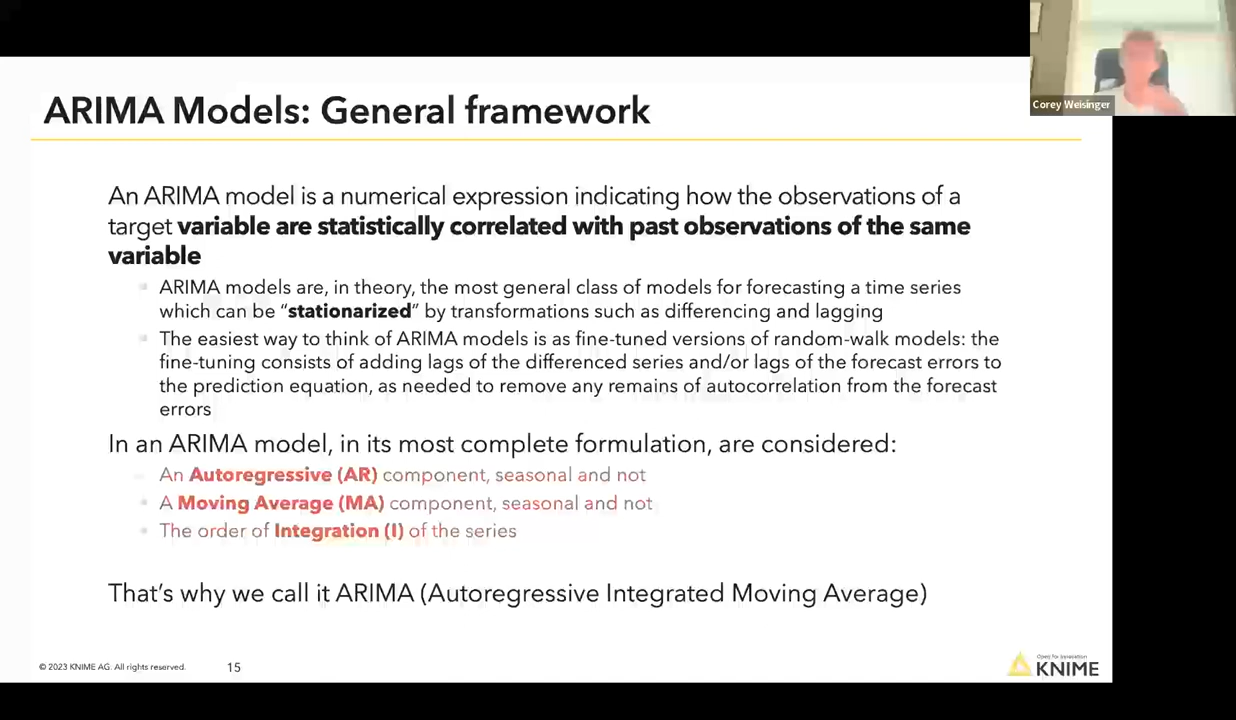 ARIMA Models: General framework
Corey Weisinger
An ARIMA model is a numerical expression indicating how the observations of a
target variable are statistically correlated with past observations of the same
variable
ARIMA models are, in theory, the most general class of models for forecasting a time series
which can be “stationarized” by transformations such as differencing and lagging
The easiest way to think of ARIMA models is as fine-tuned versions of random-walk models: the
fine-tuning consists of adding lags of the differenced series and/or lags of the forecast errors to
the prediction equation, as needed to remove any remains of autocorrelation from the forecast
errors
In an ARIMA model, in its most complete formulation, are considered:
An Autoregressive (AR) component, seasonal and not
A Moving Average (MA) component, seasonal and not
The order of Integration (I) of the series
That’s why we call it ARIMA (Autoregressive Integrated Moving Average)
© 2023 KNIME AG. All rights reserved.
15
Open for Innovation
KNIME